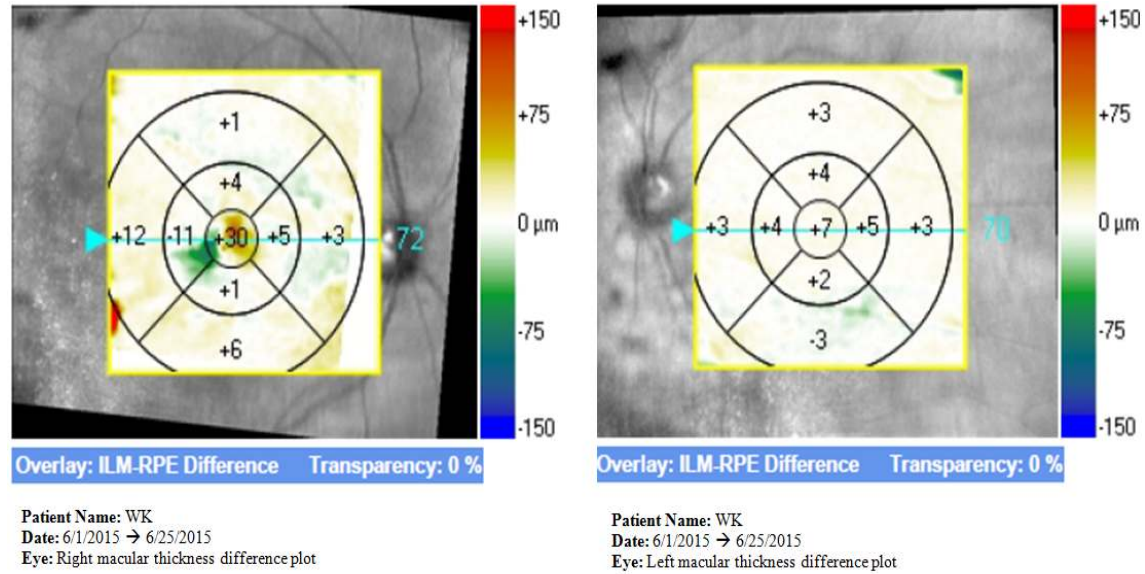 +150
+75
0 µm
-75
-150
+1
+4
+12 -11 +30 +5 +3 72
+1
+6
Overlay: ILM-RPE Difference Transparency: 0 %
Patient Name: WK
Date: 6/1/2015 → 6/25/2015
Eye: Right macular thickness difference plot
+150
+75
0 µm
-75
-150
+3
+4
+3 +4 +7 +5 +3 70
+2
-3
Overlay: ILM-RPE Difference Transparency: 0 %
Patient Name: WK
Date: 6/1/2015 → 6/25/2015
Eye: Left macular thickness difference plot